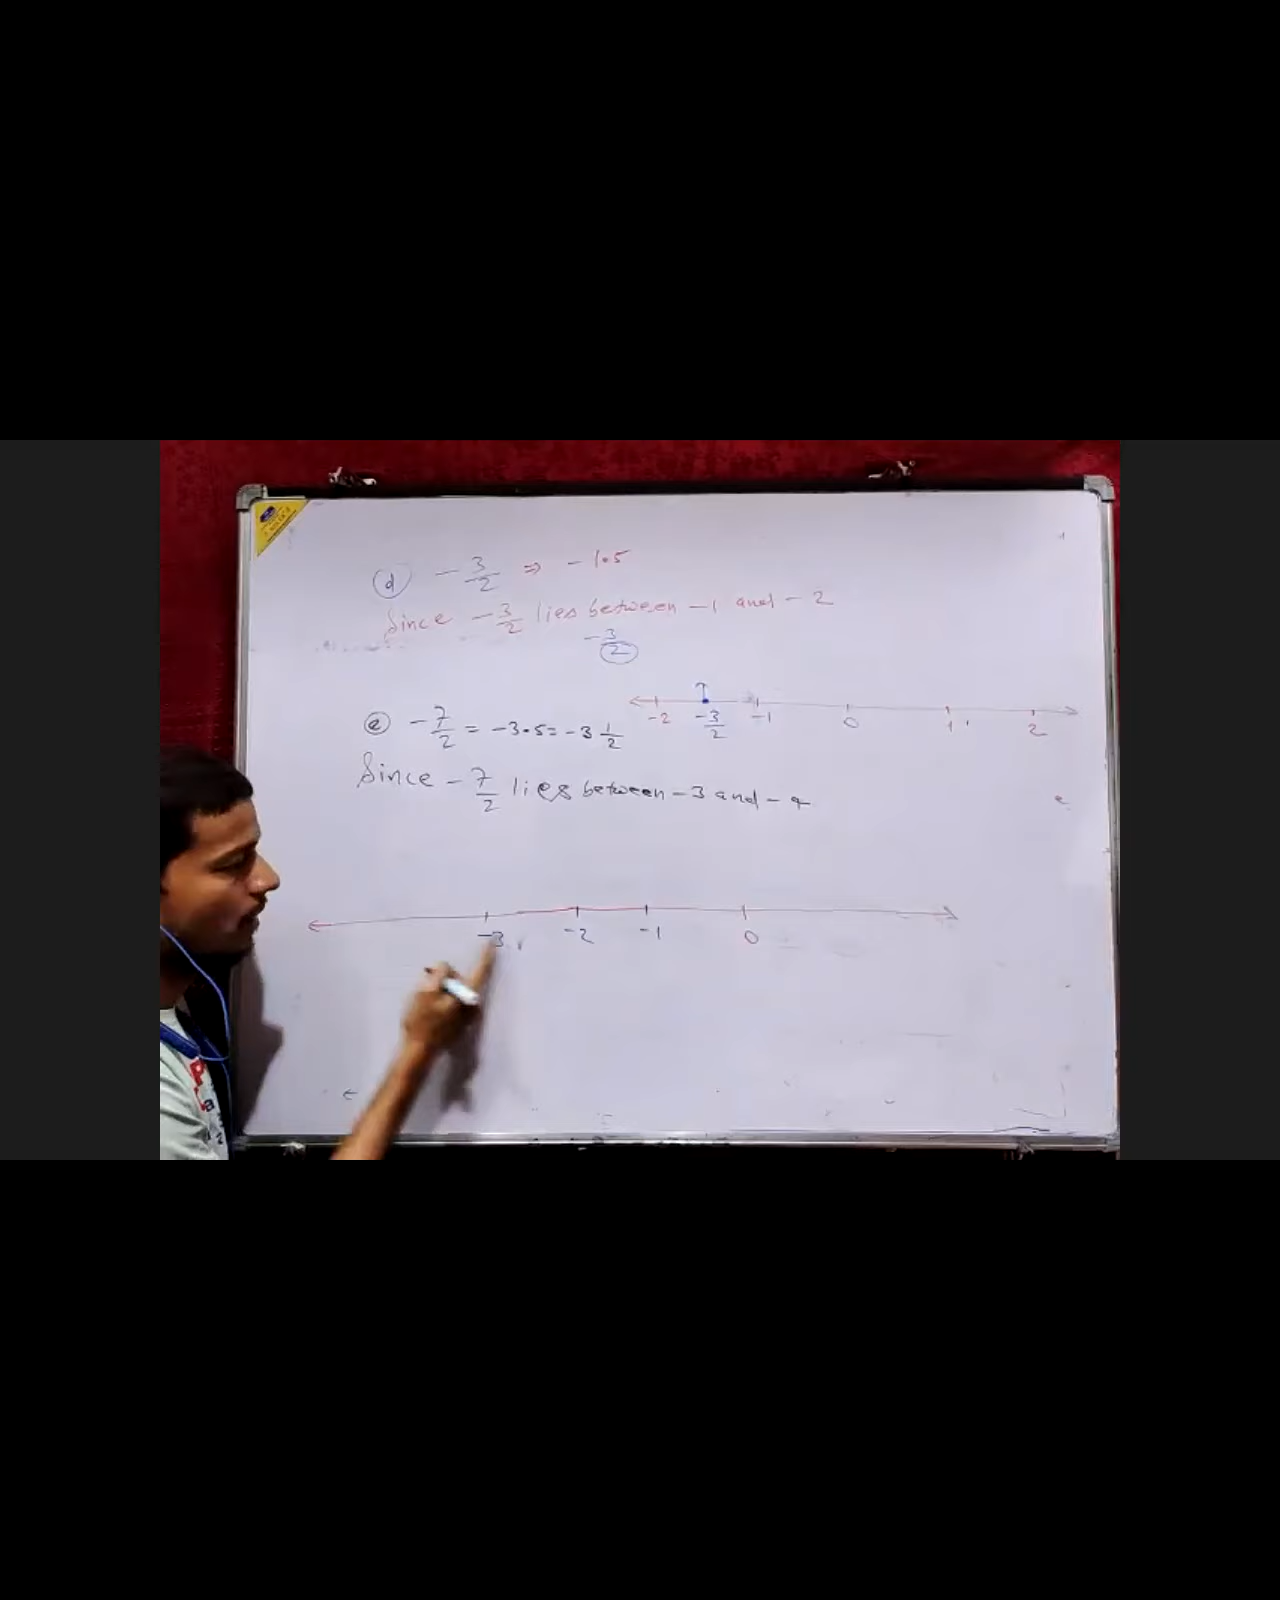 (d) - 3/2 ⇒ - 1.5
Since - 3/2 lies between -1 and - 2
- 3/2
-2 - 3/2 -1 0 1 2
(e) - 7/2 = -3.5 = -3 1/2
Since - 7/2 lies between -3 and - 4
-3 -2 -1 0